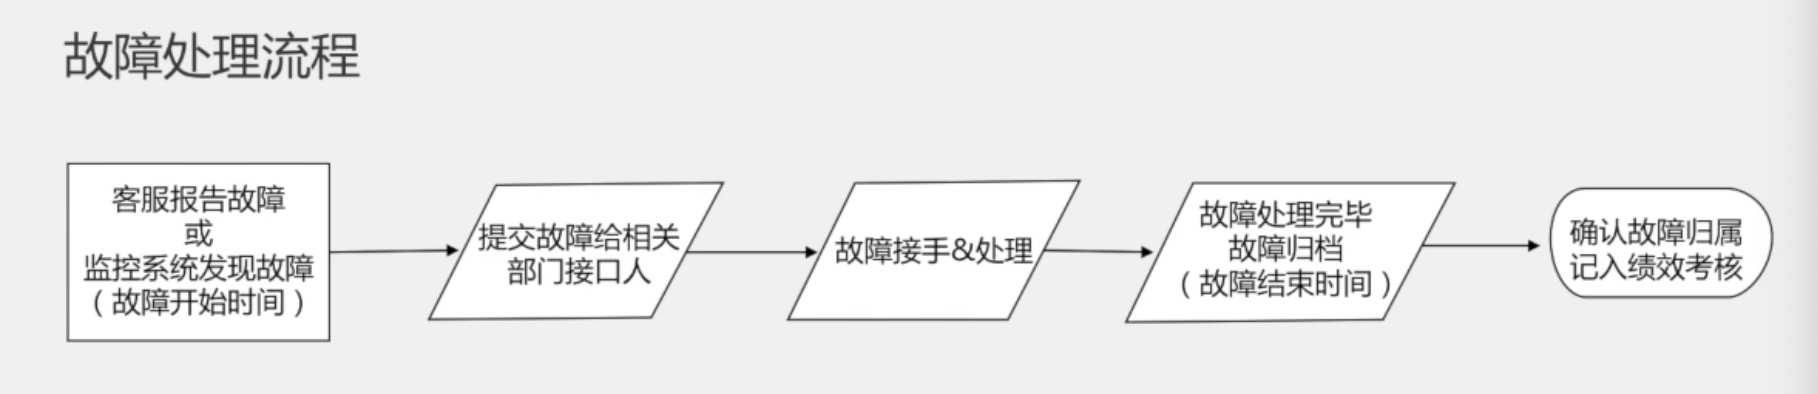 故障处理流程
客服报告故障
或
监控系统发现故障
（故障开始时间）
提交故障给相关
部门接口人
故障接手&处理
故障处理完毕
故障归档
（故障结束时间）
确认故障归属
记入绩效考核